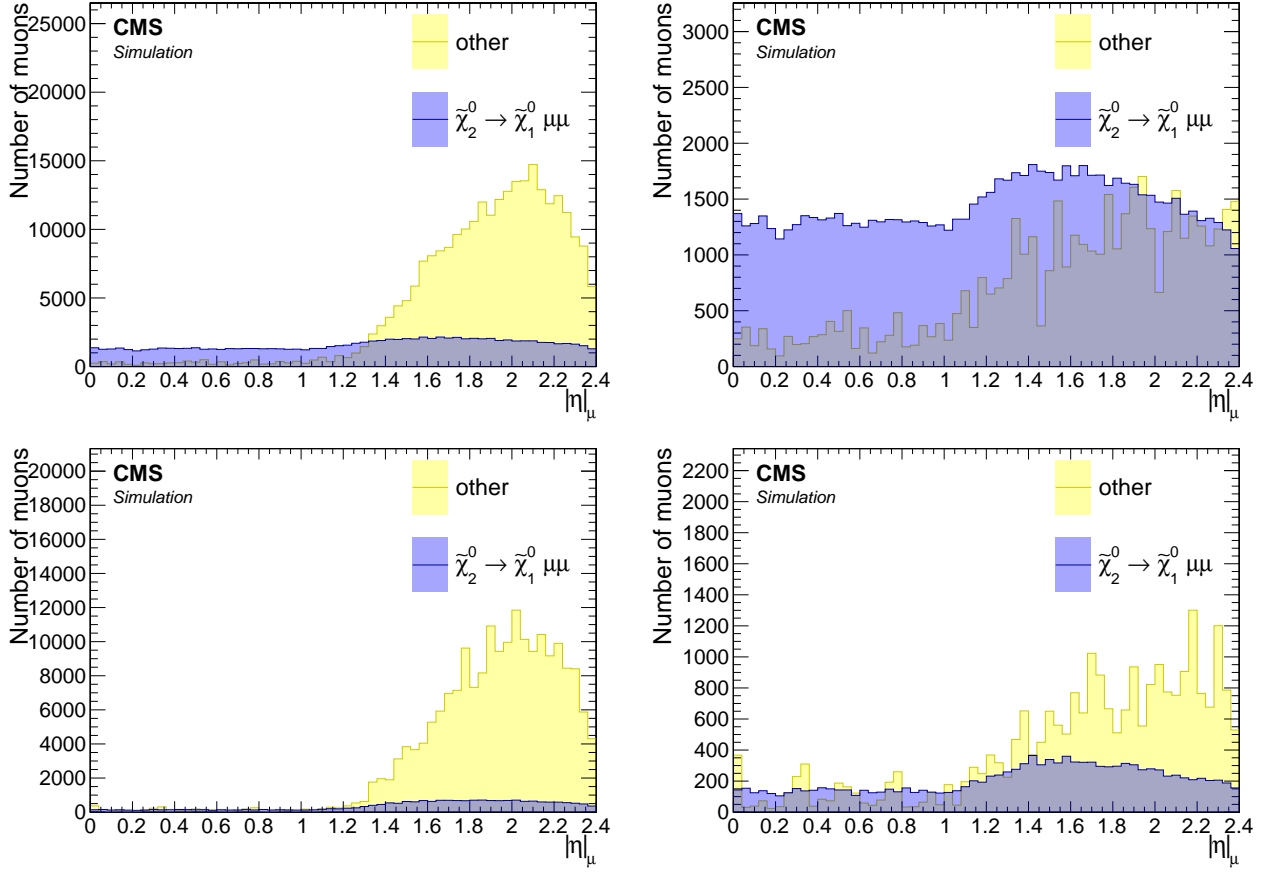 Number of muons
25000
20000
15000
10000
5000
0
CMS
Simulation
other
χ̃⁰₂ → χ̃⁰₁ μμ
0 0.2 0.4 0.6 0.8 1 1.2 1.4 1.6 1.8 2 2.2 2.4
|η|μ
Number of muons
3000
2500
2000
1500
1000
500
0
CMS
Simulation
other
χ̃⁰₂ → χ̃⁰₁ μμ
0 0.2 0.4 0.6 0.8 1 1.2 1.4 1.6 1.8 2 2.2 2.4
|η|μ
Number of muons
20000
18000
16000
14000
12000
10000
8000
6000
4000
2000
0
CMS
Simulation
other
χ̃⁰₂ → χ̃⁰₁ μμ
0 0.2 0.4 0.6 0.8 1 1.2 1.4 1.6 1.8 2 2.2 2.4
|η|μ
Number of muons
2200
2000
1800
1600
1400
1200
1000
800
600
400
200
0
CMS
Simulation
other
χ̃⁰₂ → χ̃⁰₁ μμ
0 0.2 0.4 0.6 0.8 1 1.2 1.4 1.6 1.8 2 2.2 2.4
|η|μ